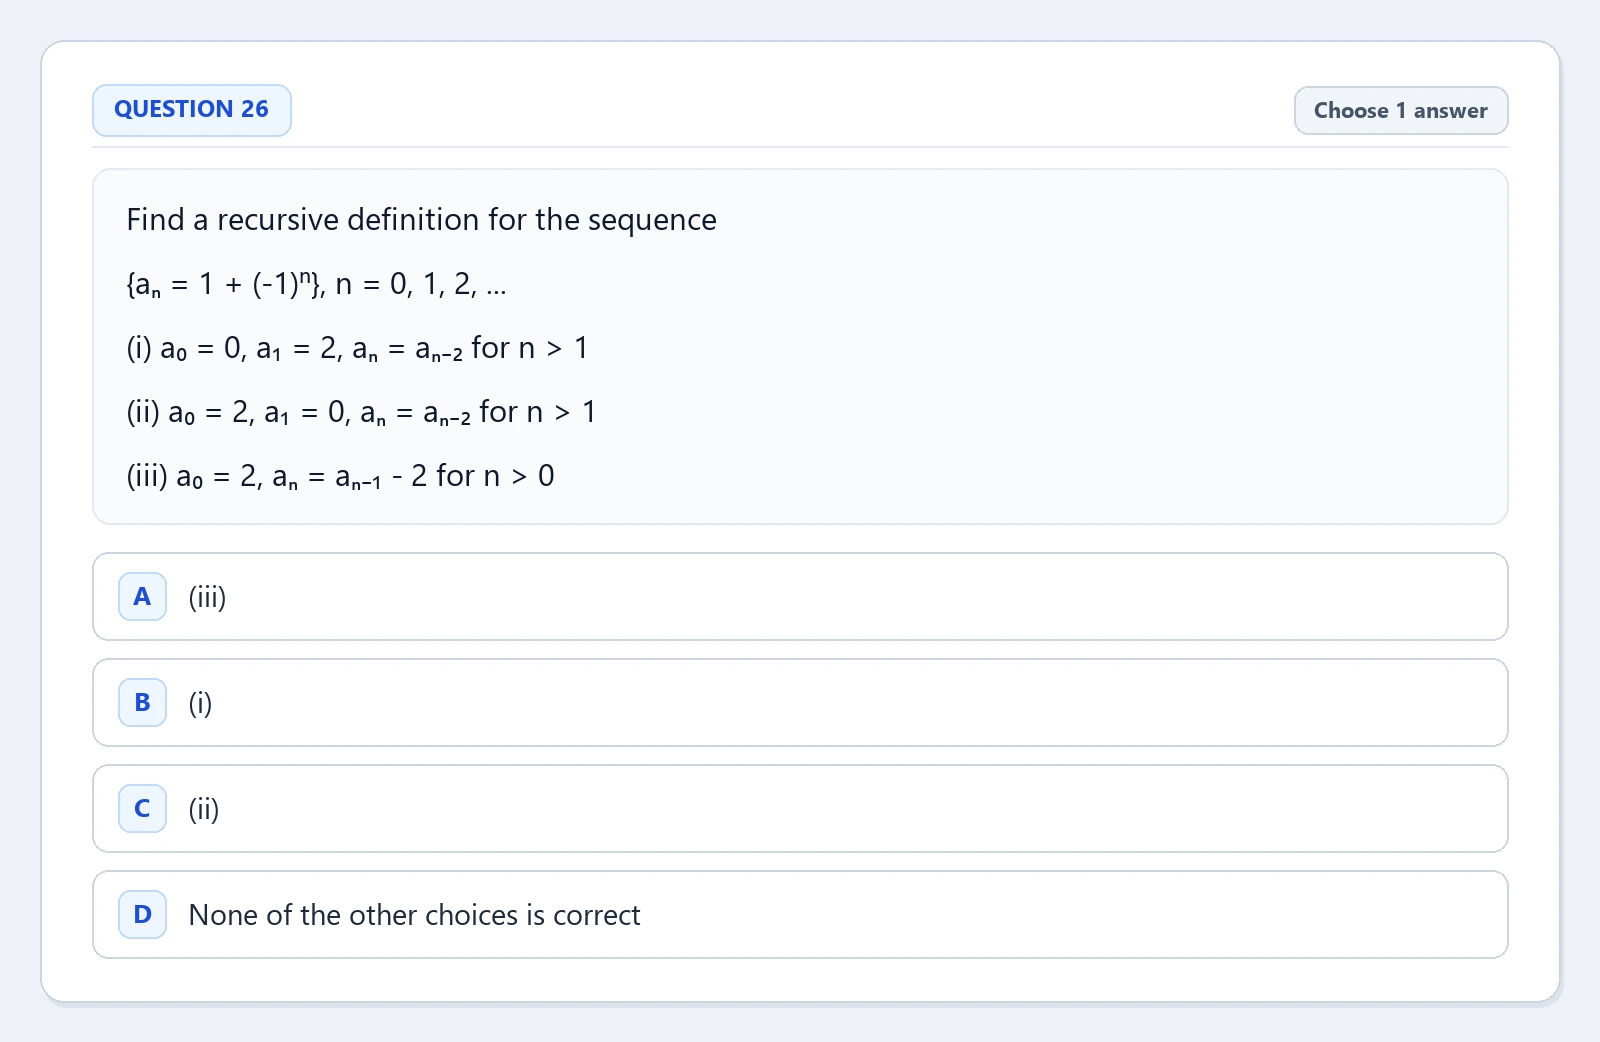 QUESTION 26
Choose 1 answer
Find a recursive definition for the sequence
{aₙ = 1 + (-1)ⁿ}, n = 0, 1, 2, ...
(i) a₀ = 0, a₁ = 2, aₙ = aₙ₋₂ for n > 1
(ii) a₀ = 2, a₁ = 0, aₙ = aₙ₋₂ for n > 1
(iii) a₀ = 2, aₙ = aₙ₋₁ - 2 for n > 0
A (iii)
B (i)
C (ii)
D None of the other choices is correct